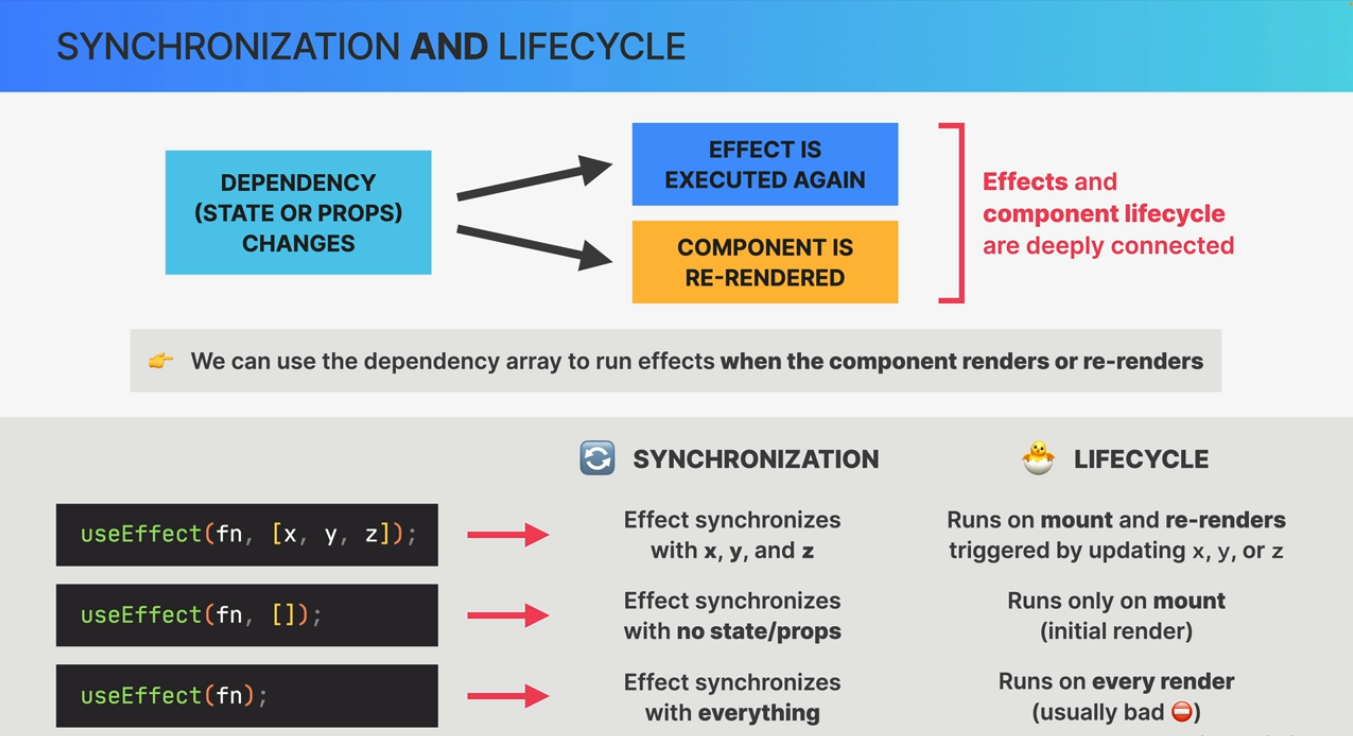 SYNCHRONIZATION AND LIFECYCLE
DEPENDENCY
(STATE OR PROPS)
CHANGES
EFFECT IS
EXECUTED AGAIN
COMPONENT IS
RE-RENDERED
Effects and
component lifecycle
are deeply connected
👉 We can use the dependency array to run effects when the component renders or re-renders
🔄 SYNCHRONIZATION
🐣 LIFECYCLE
useEffect(fn, [x, y, z]);
Effect synchronizes
with x, y, and z
Runs on mount and re-renders
triggered by updating x, y, or z
useEffect(fn, []);
Effect synchronizes
with no state/props
Runs only on mount
(initial render)
useEffect(fn);
Effect synchronizes
with everything
Runs on every render
(usually bad ⛔)